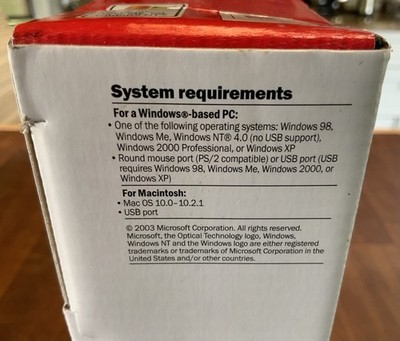 System requirements
For a Windows®-based PC:
• One of the following operating systems: Windows 98,
Windows Me, Windows NT® 4.0 (no USB support),
Windows 2000 Professional, or Windows XP
• Round mouse port (PS/2 compatible) or USB port (USB
requires Windows 98, Windows Me, Windows 2000, or
Windows XP)
For Macintosh:
• Mac OS 10.0–10.2.1
• USB port
© 2003 Microsoft Corporation. All rights reserved.
Microsoft, the Optical Technology logo, Windows,
Windows NT and the Windows logo are either registered
trademarks or trademarks of Microsoft Corporation in the
United States and/or other countries.